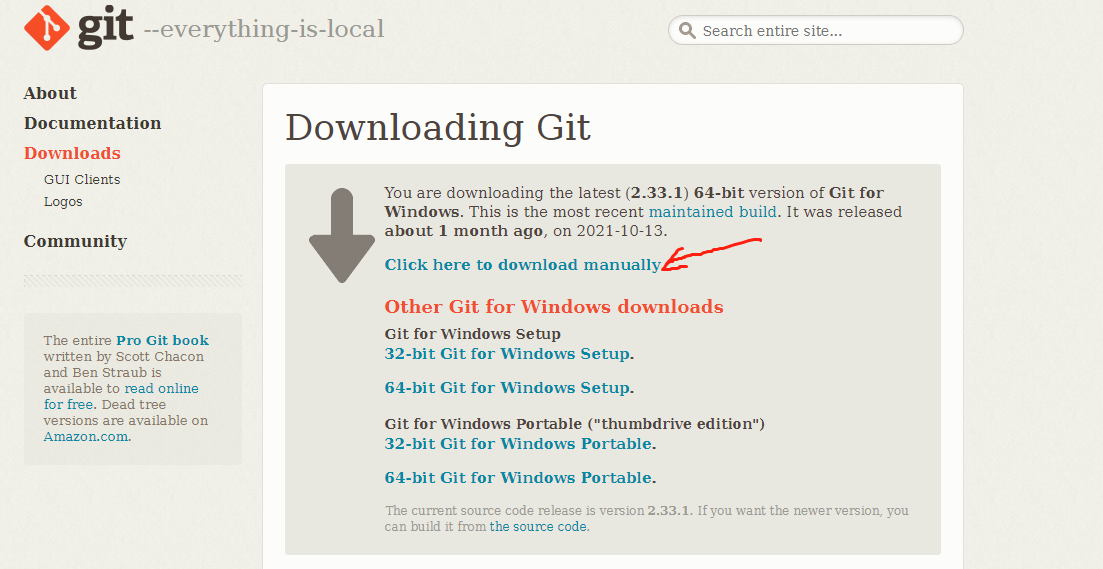 git --everything-is-local
Search entire site...
About
Documentation
Downloads
GUI Clients
Logos
Community
The entire Pro Git book
written by Scott Chacon
and Ben Straub is
available to read online
for free. Dead tree
versions are available on
Amazon.com.
Downloading Git
You are downloading the latest (2.33.1) 64-bit version of Git for
Windows. This is the most recent maintained build. It was released
about 1 month ago, on 2021-10-13.
Click here to download manually
Other Git for Windows downloads
Git for Windows Setup
32-bit Git for Windows Setup.
64-bit Git for Windows Setup.
Git for Windows Portable ("thumbdrive edition")
32-bit Git for Windows Portable.
64-bit Git for Windows Portable.
The current source code release is version 2.33.1. If you want the newer version, you
can build it from the source code.